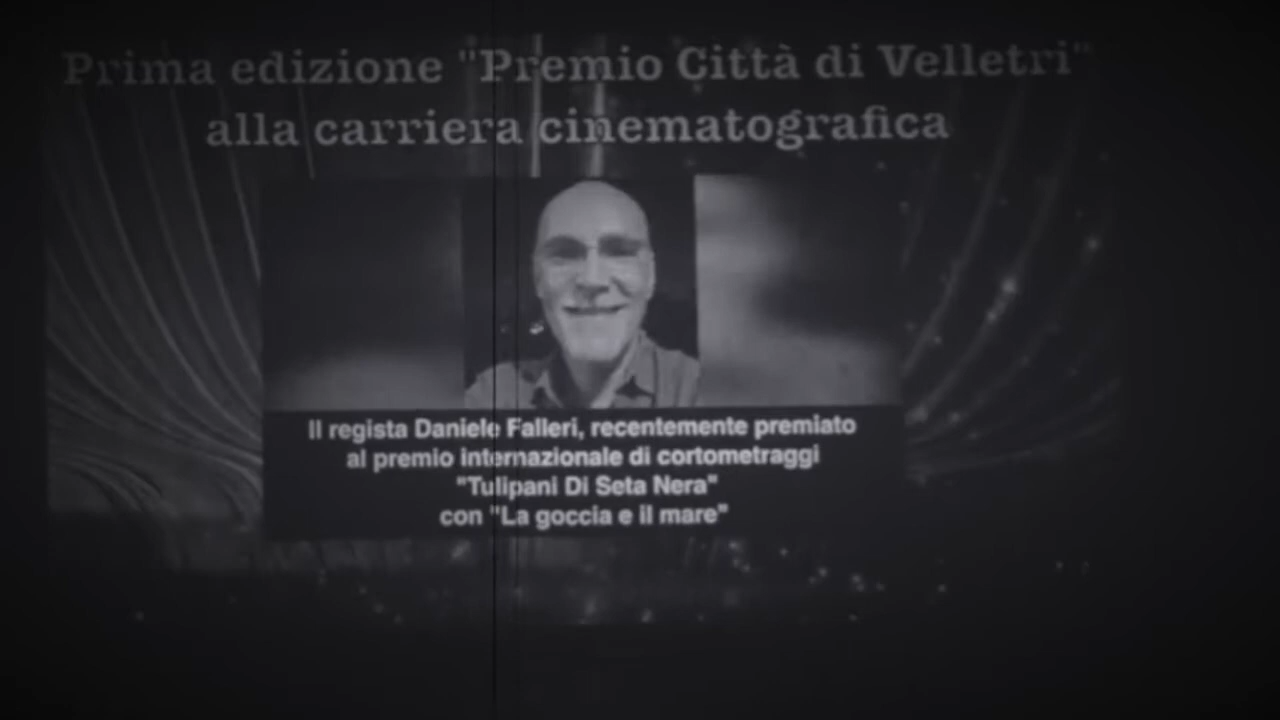 Prima edizione "Premio Città di Velletri"
alla carriera cinematografica
Il regista Daniele Falleri, recentemente premiato
al premio internazionale di cortometraggi
"Tulipani Di Seta Nera"
con "La goccia e il mare"